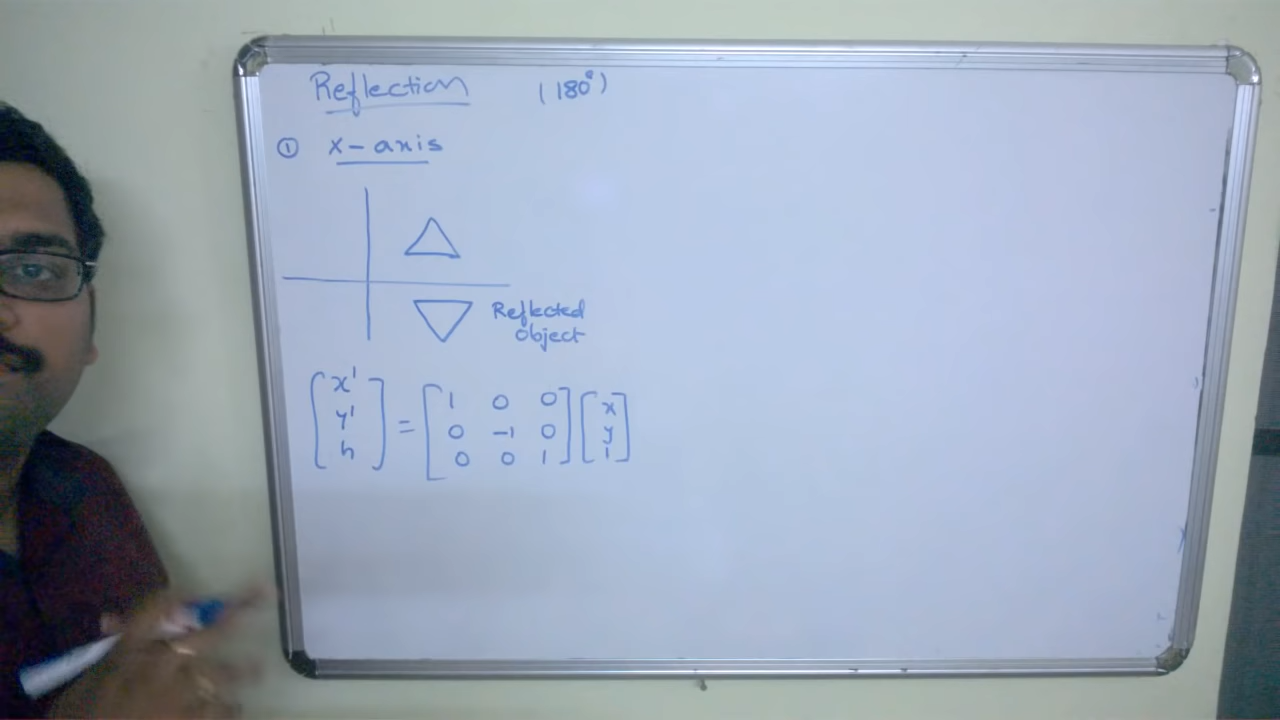 Reflection (180°)
① x-axis
Reflected
object
[x' y' h] = [1 0 0
0 -1 0
0 0 1] [x y 1]